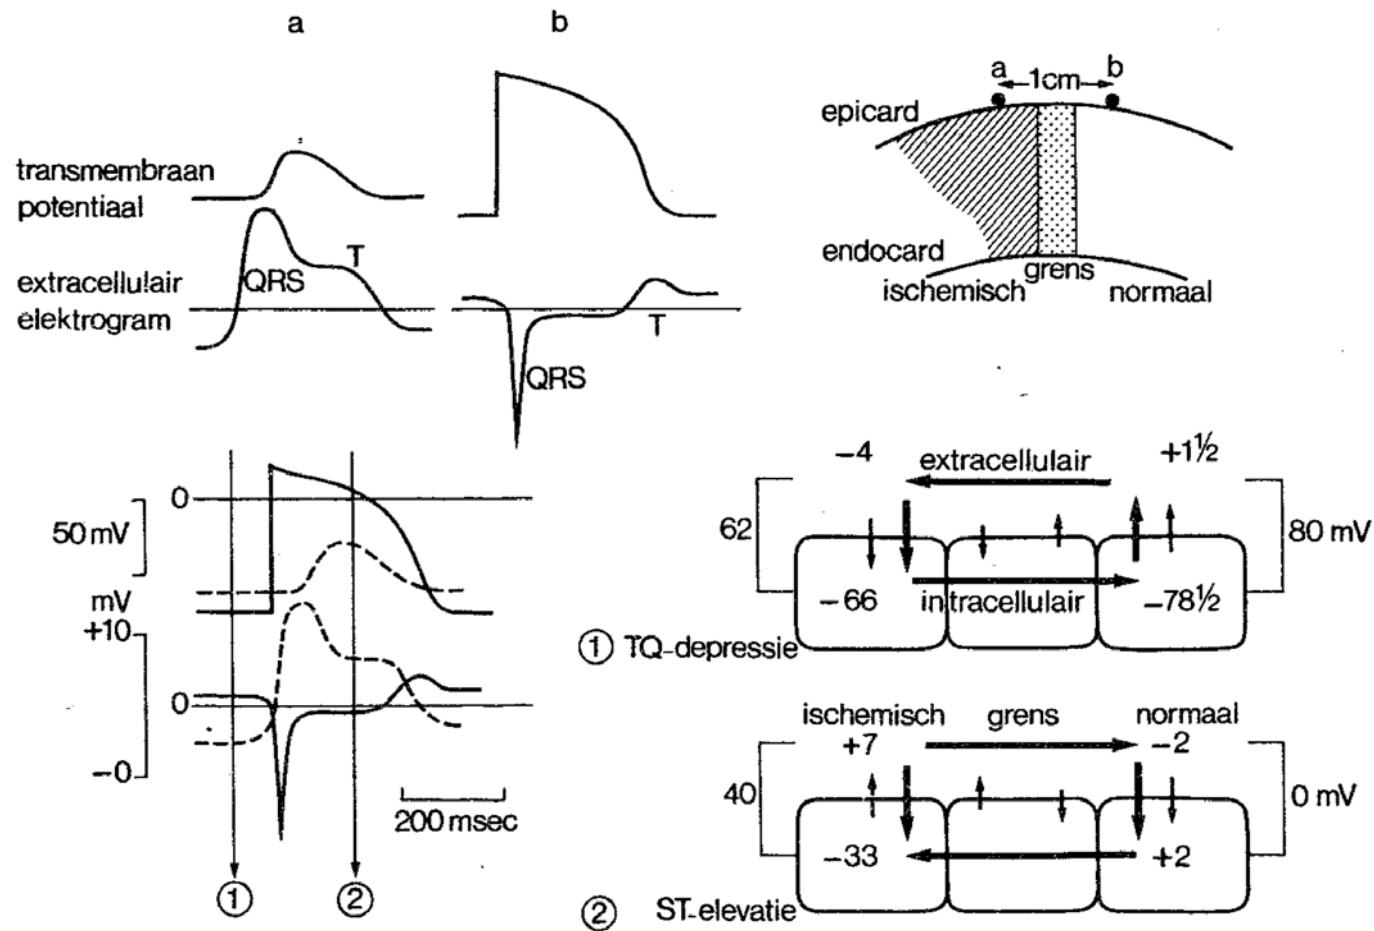 a
b
transmembraan
potentiaal
T
QRS
extracellulair
elektrogram
T
QRS
a 1cm b
epicard
endocard
grens
ischemisch
normaal
0
50 mV
mV
+10
0
−0
200 msec
1
2
−4
extracellulair
+1½
62
80 mV
−66
intracellulair
−78½
1 TQ-depressie
ischemisch grens normaal
+7
−2
40
0 mV
−33
+2
2 ST-elevatie